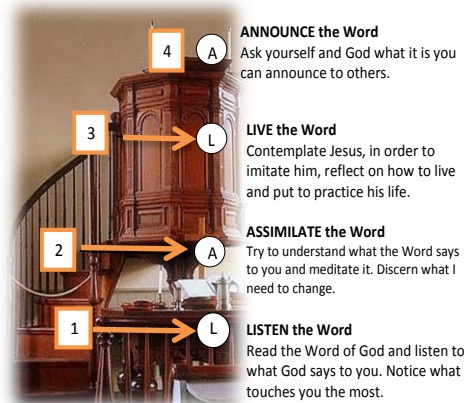 4
A
ANNOUNCE the Word
Ask yourself and God what it is you
can announce to others.
3
L
LIVE the Word
Contemplate Jesus, in order to
imitate him, reflect on how to live
and put to practice his life.
2
A
ASSIMILATE the Word
Try to understand what the Word says
to you and meditate it. Discern what I
need to change.
1
L
LISTEN the Word
Read the Word of God and listen to
what God says to you. Notice what
touches you the most.